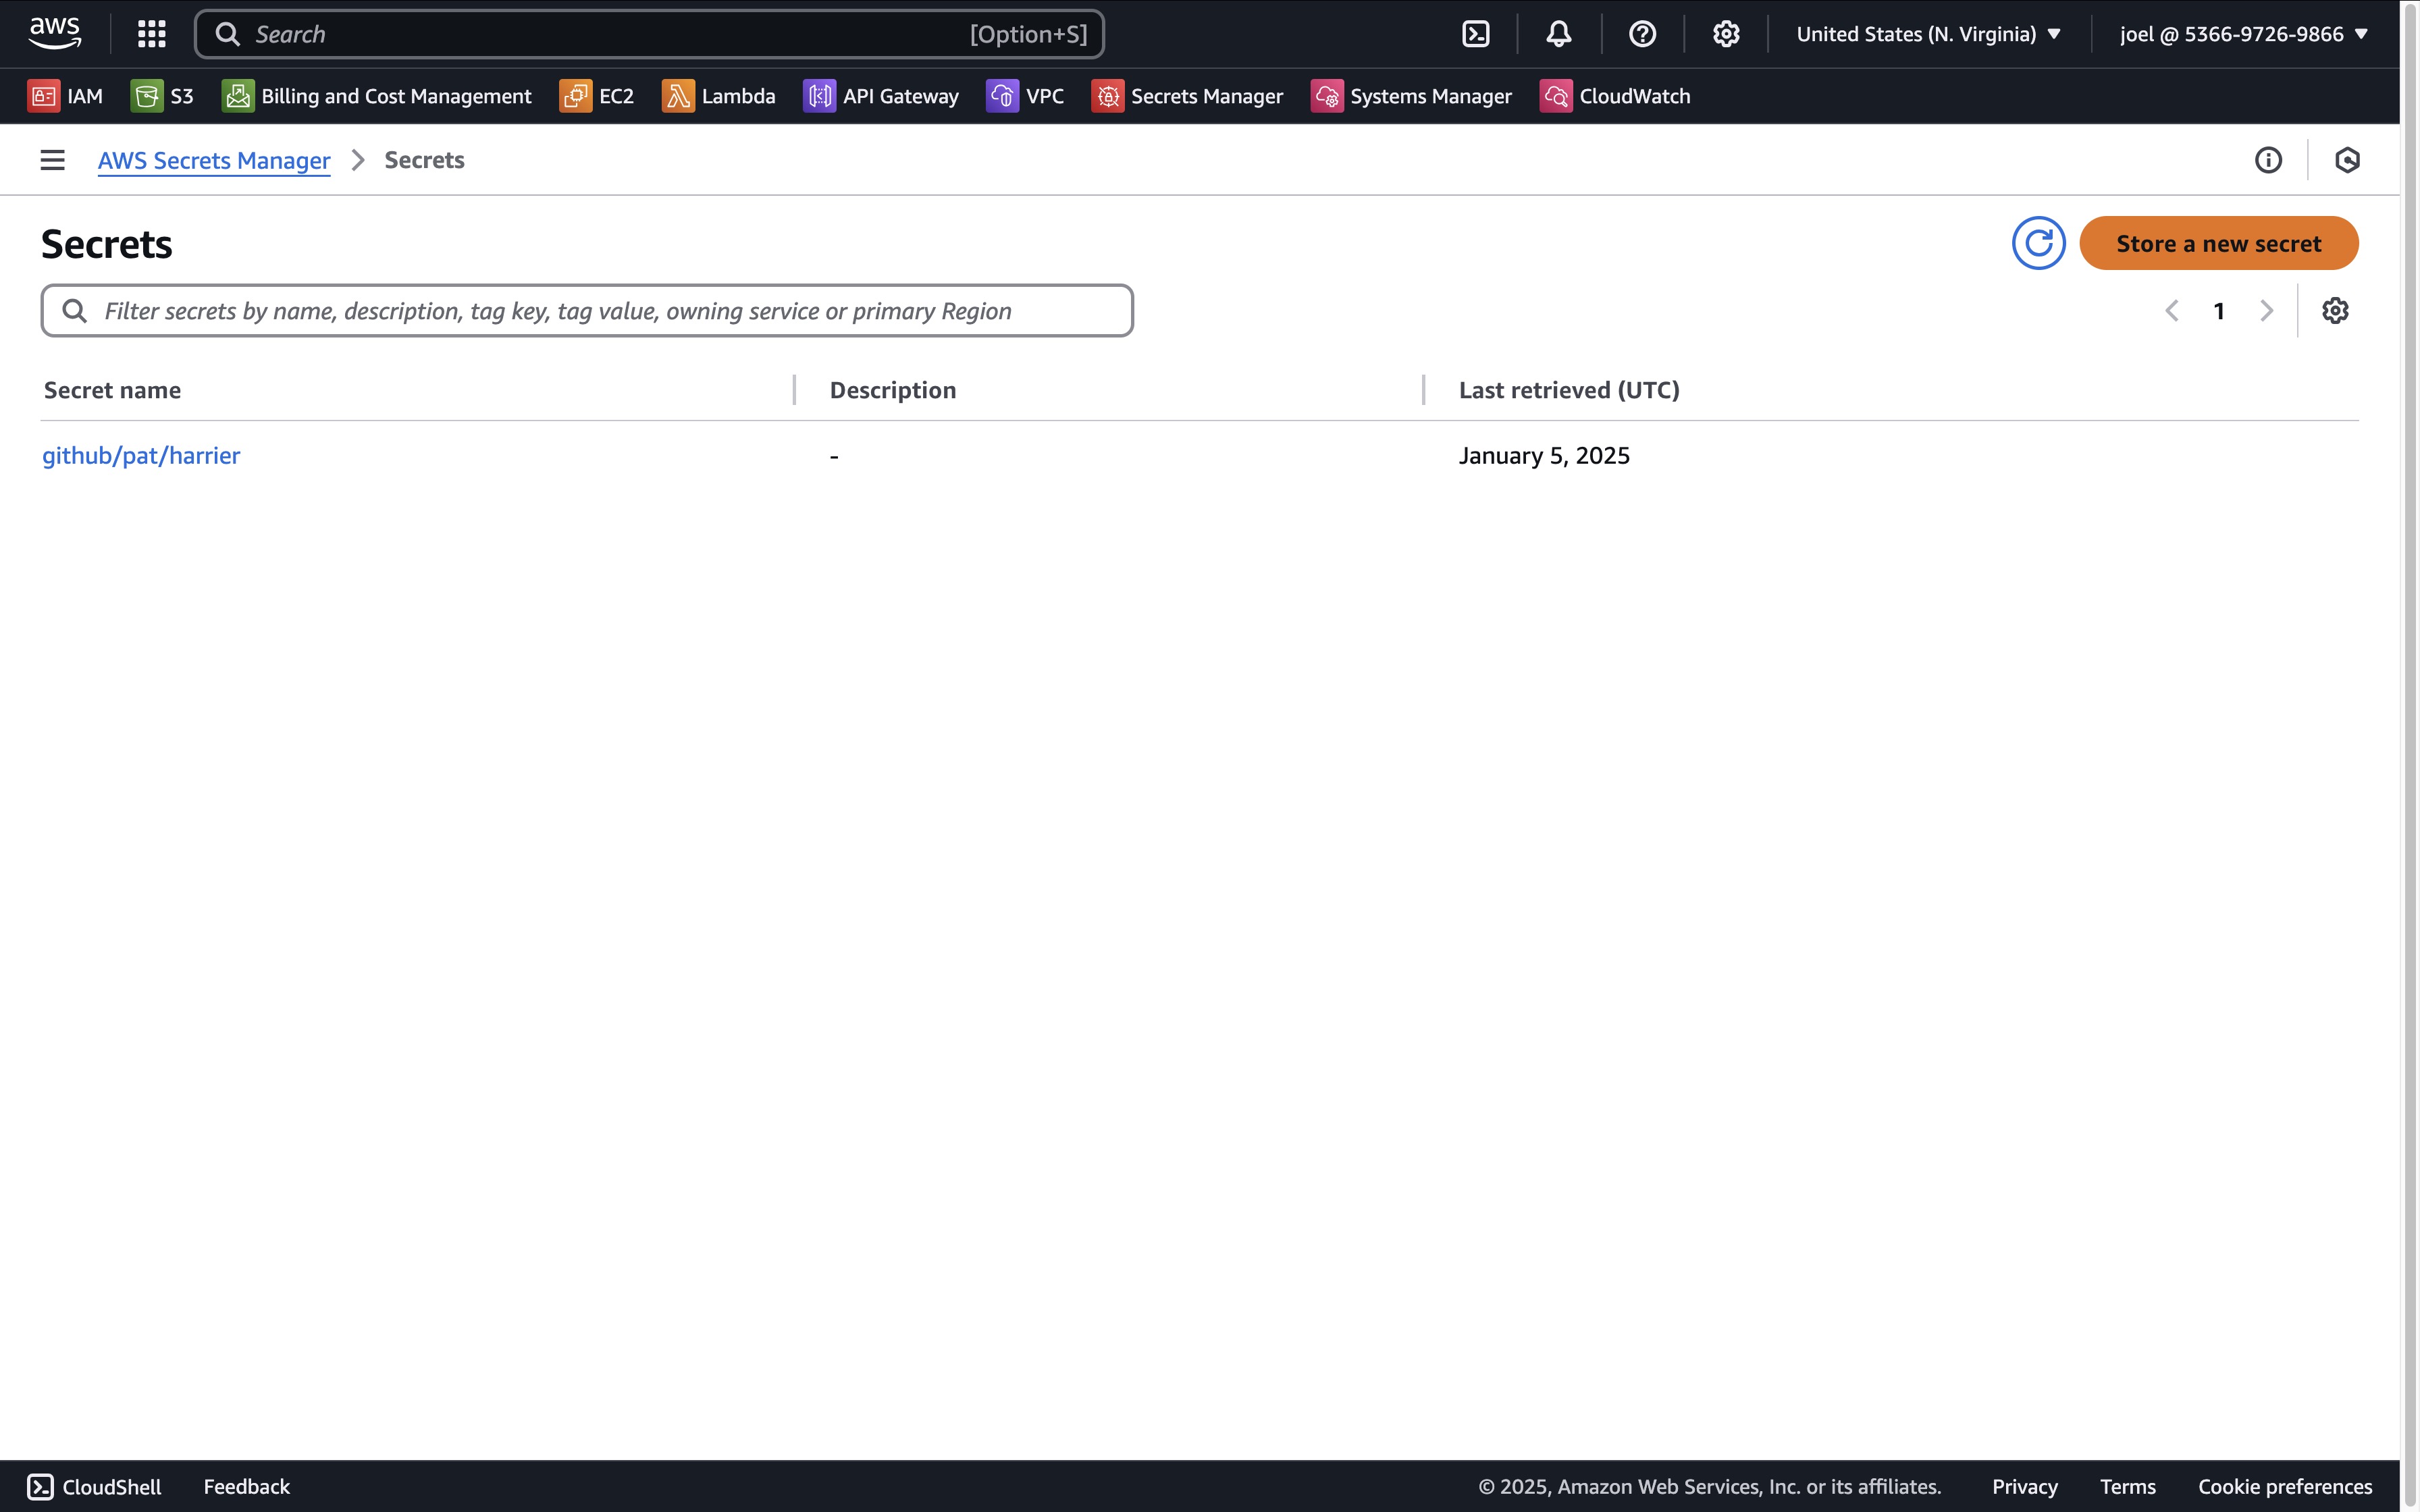 aws
Search [Option+S] United States (N. Virginia) joel @ 5366-9726-9866
IAM S3 Billing and Cost Management EC2 Lambda API Gateway VPC Secrets Manager Systems Manager CloudWatch
AWS Secrets Manager Secrets
Secrets
Store a new secret
Filter secrets by name, description, tag key, tag value, owning service or primary Region
1
Secret name Description Last retrieved (UTC)
github/pat/harrier - January 5, 2025
CloudShell Feedback © 2025, Amazon Web Services, Inc. or its affiliates. Privacy Terms Cookie preferences